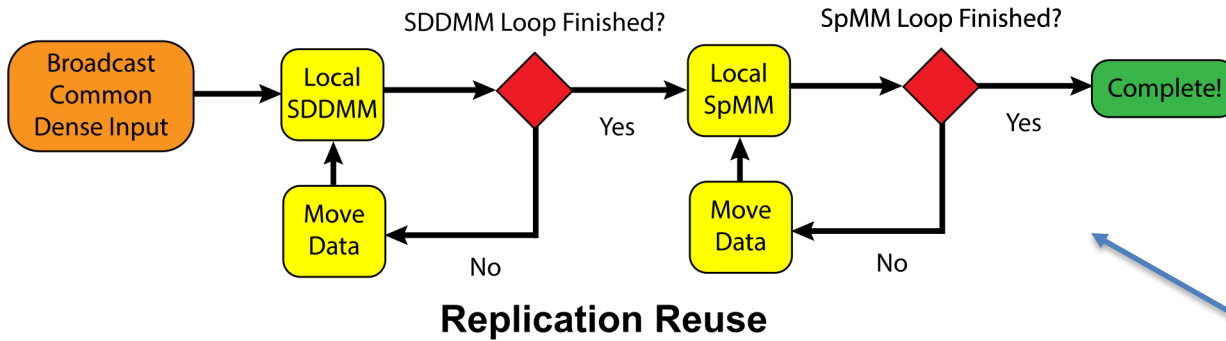 SDDMM Loop Finished?
SpMM Loop Finished?
Broadcast
Common
Dense Input
Local
SDDMM
Yes
Local
SpMM
Yes
Complete!
Move
Data
No
Move
Data
No
Replication Reuse